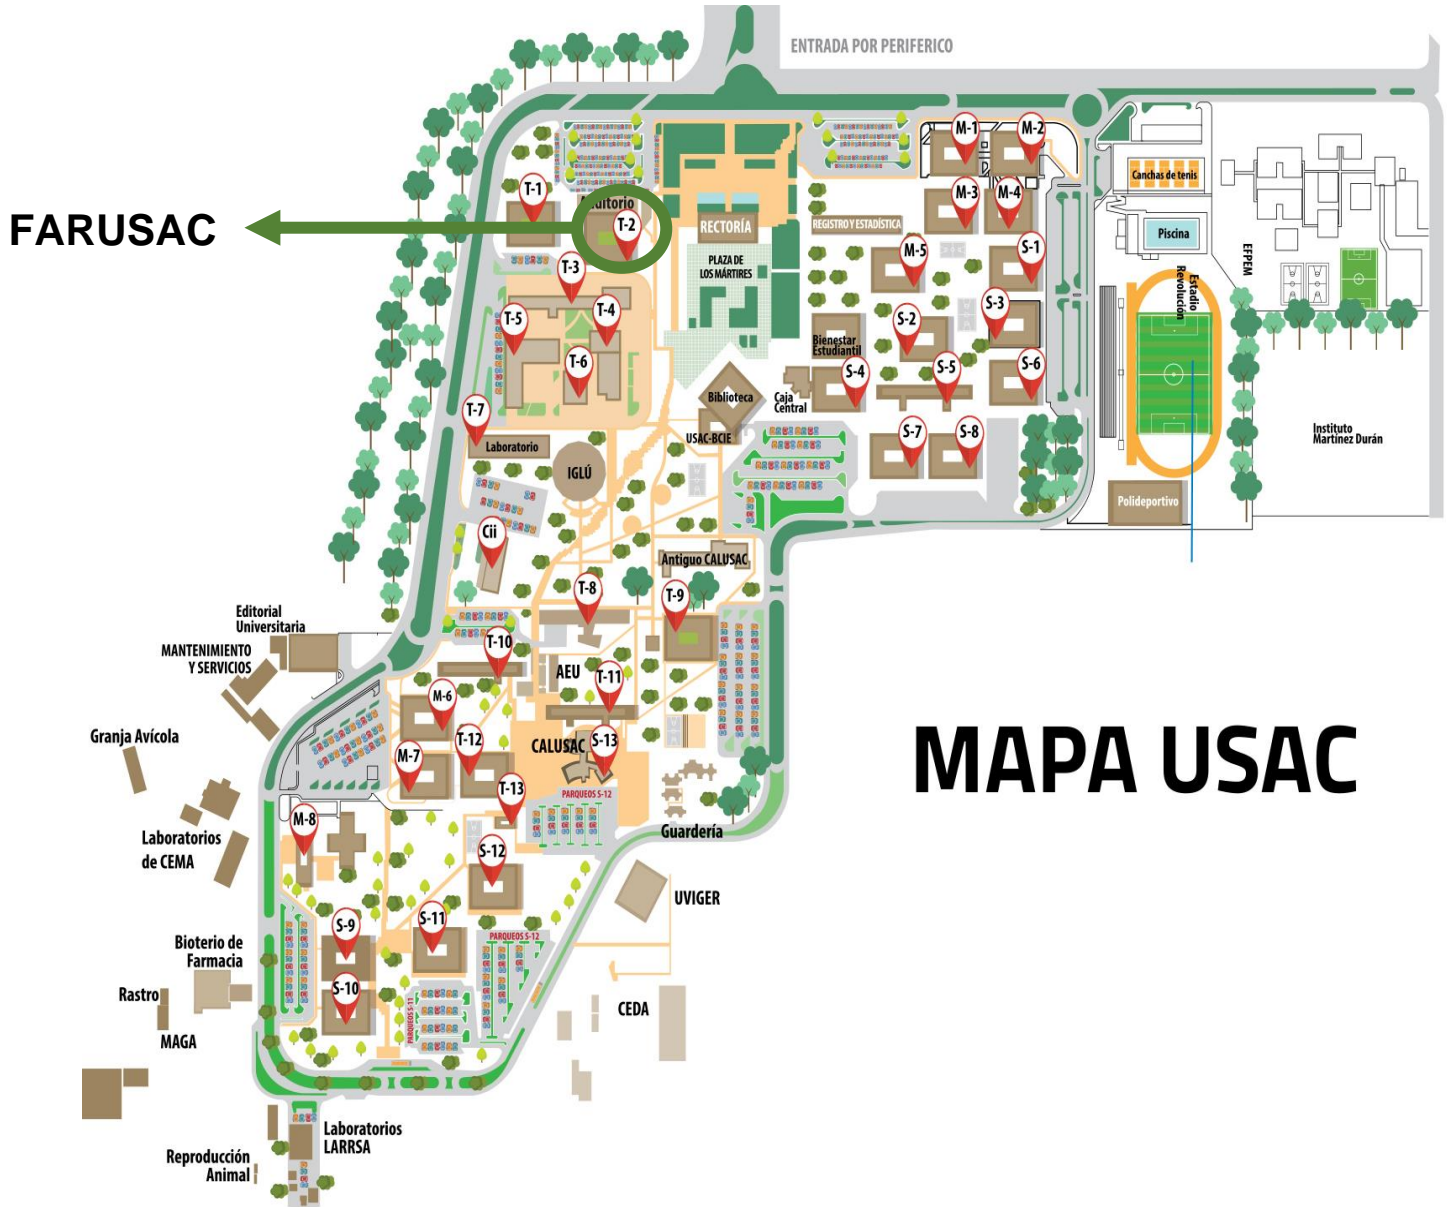 ENTRADA POR PERIFERICO
M-1
M-2
Canchas de tenis
T-1
Auditorio
T-2
FARUSAC
RECTORÍA
REGISTRO Y ESTADÍSTICA
M-3
M-4
Piscina
PLAZA DE
LOS MÁRTIRES
M-5
S-1
EFPEM
Estadio
Revolución
T-3
T-4
T-5
T-6
S-2
S-3
Bienestar
Estudiantil
S-4
S-5
S-6
Caja
Central
Biblioteca
USAC-BCIE
T-7
Laboratorio
IGLÚ
S-7
S-8
Instituto
Martínez Durán
Polideportivo
Cii
Antiguo CALUSAC
T-8
T-9
Editorial
Universitaria
MANTENIMIENTO
Y SERVICIOS
T-10
AEU
T-11
M-6
M-7
T-12
CALUSAC
S-13
MAPA USAC
Granja Avícola
T-13
PARQUEOS S-12
M-8
Laboratorios
de CEMA
Guardería
S-12
UVIGER
S-9
S-11
PARQUEOS S-12
Bioterio de
Farmacia
S-10
PARQUEOS S-11
Rastro
MAGA
CEDA
Laboratorios
LARRSA
Reproducción
Animal